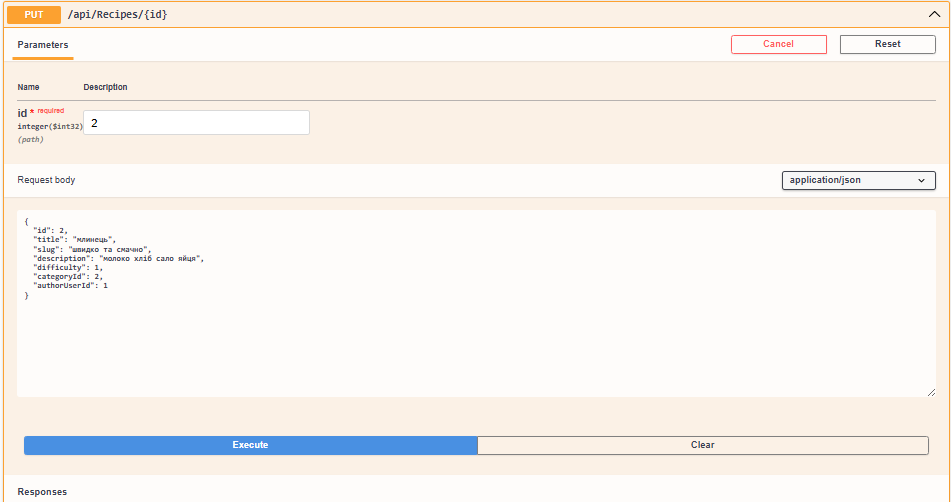 PUT /api/Recipes/{id}
Parameters
Cancel
Reset
Name Description
id * required
integer($int32)
(path)
2
Request body
application/json
{
"id": 2,
"title": "млинець",
"slug": "швидко та смачно",
"description": "молоко хліб сало яйця",
"difficulty": 1,
"categoryId": 2,
"authorUserId": 1
}
Execute
Clear
Responses